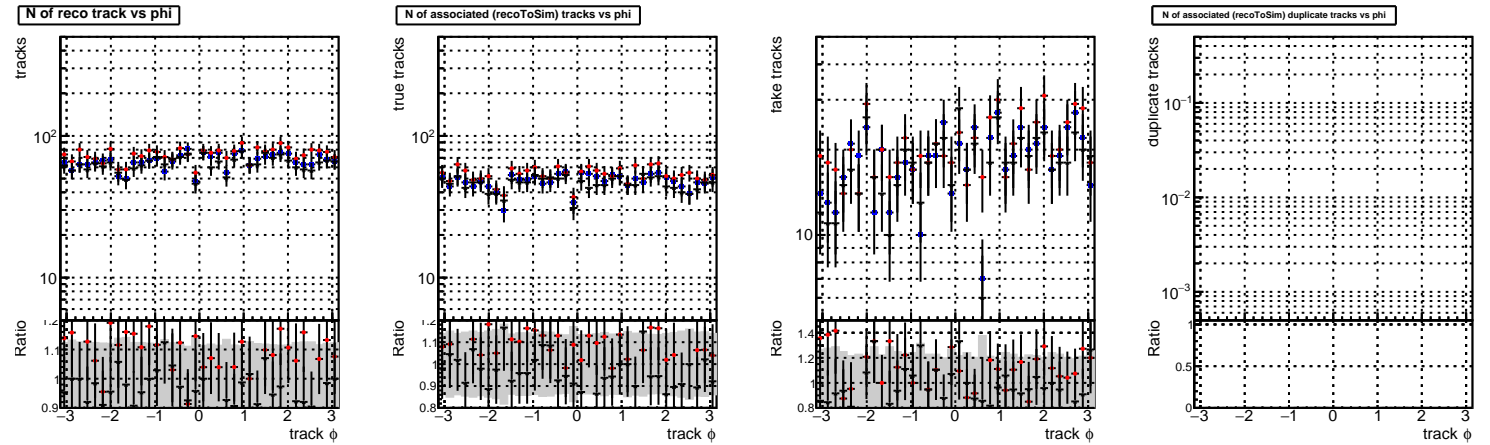 N of reco track vs phi
tracks
10²
10
Ratio
1.2
1.1
1
0.9
−3 −2 −1 0 1 2 3
track ϕ
N of associated (recoToSim) tracks vs phi
true tracks
10²
10
Ratio
1.2
1.1
1.0
0.9
0.8
−3 −2 −1 0 1 2 3
track ϕ
fake tracks
10
Ratio
1.4
1.2
1
0.8
−3 −2 −1 0 1 2 3
track ϕ
N of associated (recoToSim) duplicate tracks vs phi
duplicate tracks
10⁻¹
10⁻²
10⁻³
Ratio
1
0.5
0
−3 −2 −1 0 1 2 3
track ϕ